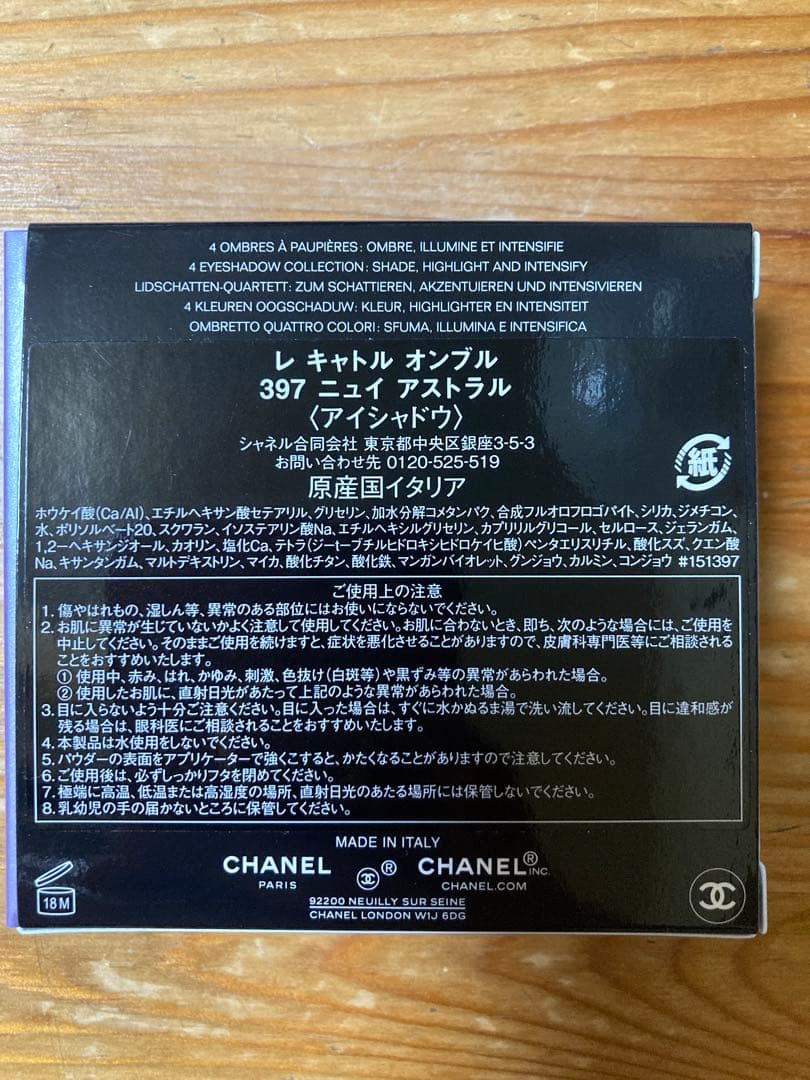 4 OMBRES À PAUPIÈRES: OMBRE, ILLUMINE ET INTENSIFIE
4 EYESHADOW COLLECTION: SHADE, HIGHLIGHT AND INTENSIFY
LIDSCHATTEN-QUARTETT: ZUM SCHATTIEREN, AKZENTUIEREN UND INTENSIVIEREN
4 KLEUREN OOGSCHADUW: KLEUR, HIGHLIGHTER EN INTENSITEIT
OMBRETTO QUATTRO COLORI: SFUMA, ILLUMINA E INTENSIFICA
レ キャトル オンブル
397 ニュイ アストラル
〈アイシャドウ〉
シャネル合同会社 東京都中央区銀座3-5-3
お問い合わせ先 0120-525-519
紙
原産国イタリア
ホウケイ酸(Ca/Al)、エチルヘキサン酸セテアリル、グリセリン、加水分解コメタンパク、合成フルオロフロゴパイト、シリカ、ジメチコン、
水、ポリソルベート20、スクワラン、イソステアリン酸Na、エチルヘキシルグリセリン、カプリリルグリコール、セルロース、ジェランガム、
1,2-ヘキサンジオール、カオリン、塩化Ca、テトラ(ジ-t-ブチルヒドロキシヒドロケイヒ酸)ペンタエリスリチル、酸化スズ、クエン酸
Na、キサンタンガム、マルトデキストリン、マイカ、酸化チタン、酸化鉄、マンガンバイオレット、グンジョウ、カルミン、コンジョウ #151397
ご使用上の注意
1. 傷やはれもの、湿しん等、異常のある部位にはお使いにならないでください。
2. お肌に異常が生じていないかよく注意して使用してください。お肌に合わないとき、即ち、次のような場合には、ご使用を
中止してください。そのままご使用を続けますと、症状を悪化させることがありますので、皮膚科専門医等にご相談される
ことをおすすめいたします。
① 使用中、赤み、はれ、かゆみ、刺激、色抜け(白斑等)や黒ずみ等の異常があらわれた場合。
② 使用したお肌に、直射日光があたって上記のような異常があらわれた場合。
3. 目に入らないよう十分ご注意ください。目に入った場合は、すぐに水かぬるま湯で洗い流してください。目に違和感が
残る場合は、眼科医にご相談されることをおすすめいたします。
4. 本製品は水使用をしないでください。
5. パウダーの表面をアプリケーターで強くこすると、かたくなることがありますので注意してください。
6. ご使用後は、必ずしっかりフタを閉めてください。
7. 極端に高温、低温または高湿度の場所、直射日光のあたる場所には保管しないでください。
8. 乳幼児の手の届かないところに保管してください。
MADE IN ITALY
CHANEL ® CHANEL® INC.
PARIS CHANEL.COM
18 M
92200 NEUILLY SUR SEINE
CHANEL LONDON W1J 6DG